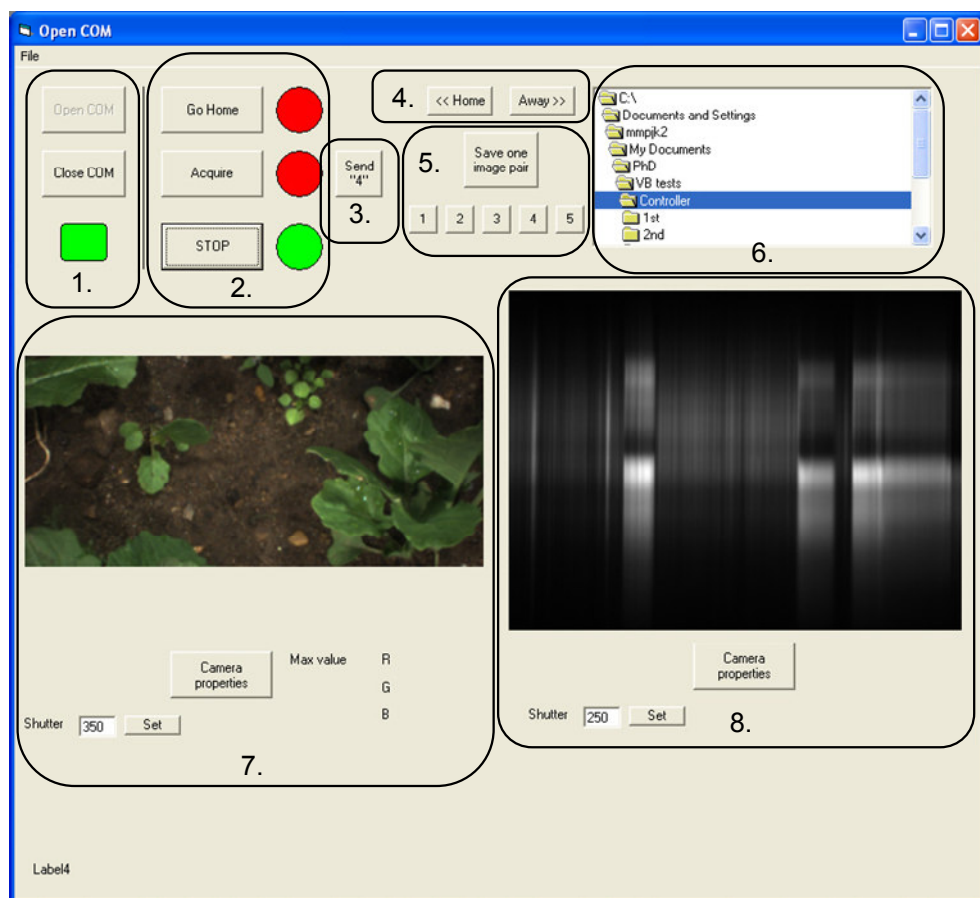 Open COM
File
Open COM
Close COM
1.
Go Home
Acquire
STOP
2.
Send
"4"
3.
4.
<< Home
Away >>
5.
Save one
image pair
1
2
3
4
5
C:\
Documents and Settings
mmpjk2
My Documents
PhD
VB tests
Controller
1st
2nd
6.
Camera
properties
Max value
R
G
B
Shutter
350
Set
7.
Camera
properties
Shutter
250
Set
8.
Label4